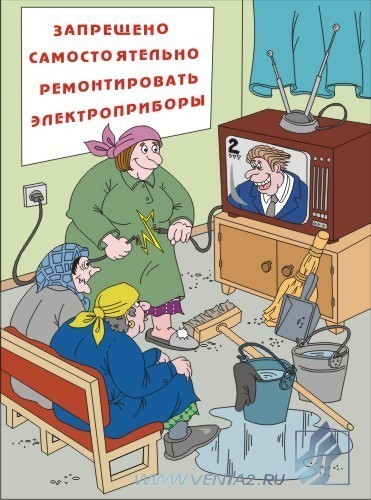 ЗАПРЕЩЕНО
САМОСТОЯТЕЛЬНО
РЕМОНТИРОВАТЬ
ЭЛЕКТРОПРИБОРЫ
2
WWW.VENTA2.RU